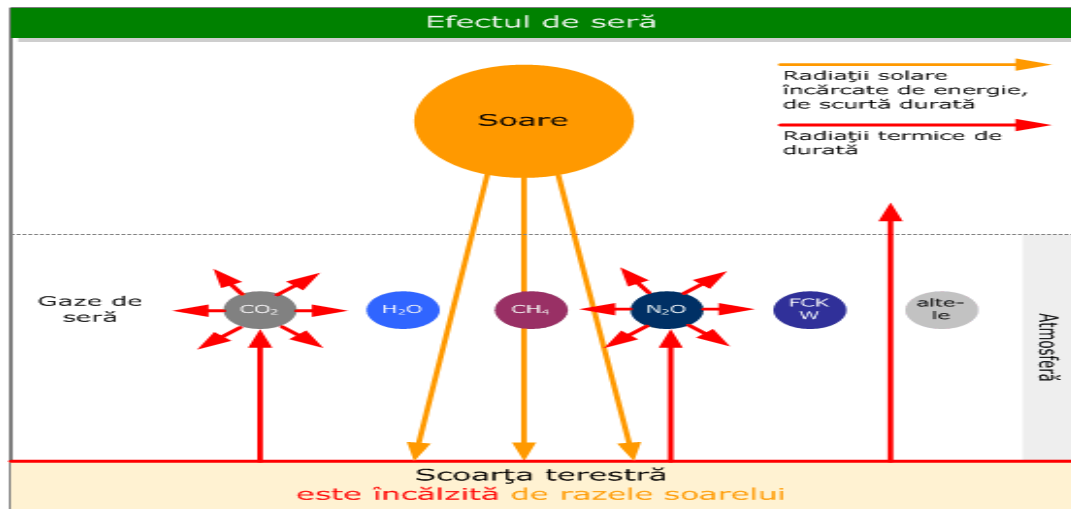 Efectul de seră
Soare
Radiaţii solare
încărcate de energie,
de scurtă durată
Radiaţii termice de
durată
Gaze de
seră
CO₂
H₂O
CH₄
N₂O
FCK
W
alte-
le
Atmosferă
Scoarţa terestră
este încălzită de razele soarelui